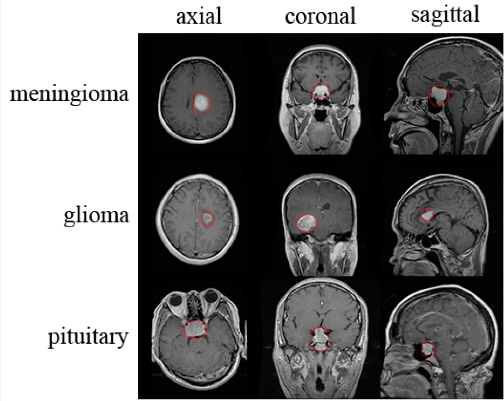 axial coronal sagittal
meningioma
glioma
pituitary